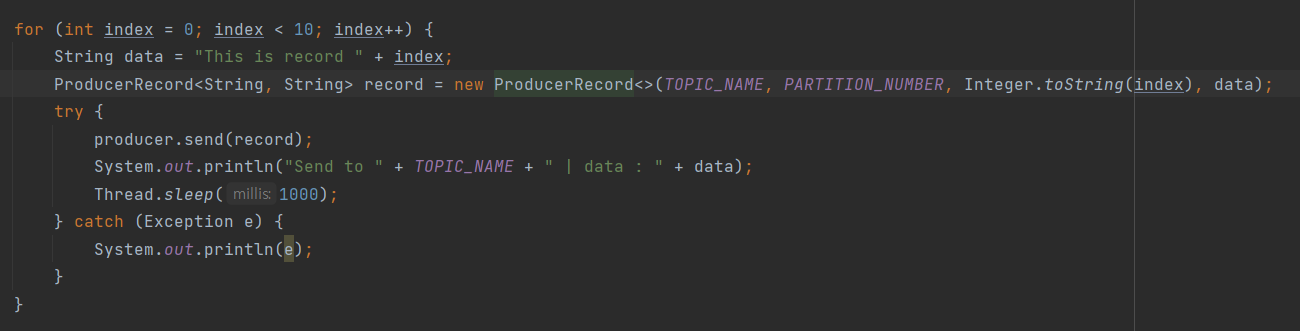 for (int index = 0; index < 10; index++) {
String data = "This is record " + index;
ProducerRecord<String, String> record = new ProducerRecord<>(TOPIC_NAME, PARTITION_NUMBER, Integer.toString(index), data);
try {
producer.send(record);
System.out.println("Send to " + TOPIC_NAME + " | data : " + data);
Thread.sleep( millis: 1000);
} catch (Exception e) {
System.out.println(e);
}
}